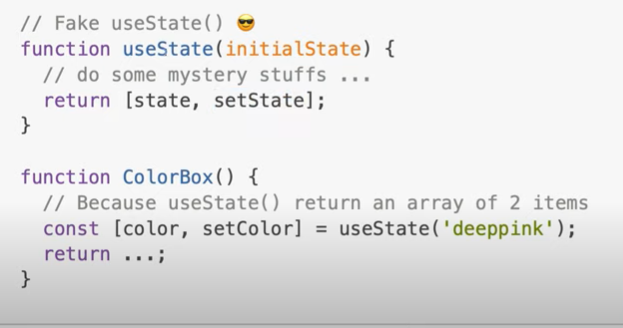 // Fake useState() 😎
function useState(initialState) {
  // do some mystery stuffs ...
  return [state, setState];
}

function ColorBox() {
  // Because useState() return an array of 2 items
  const [color, setColor] = useState('deeppink');
  return ...;
}